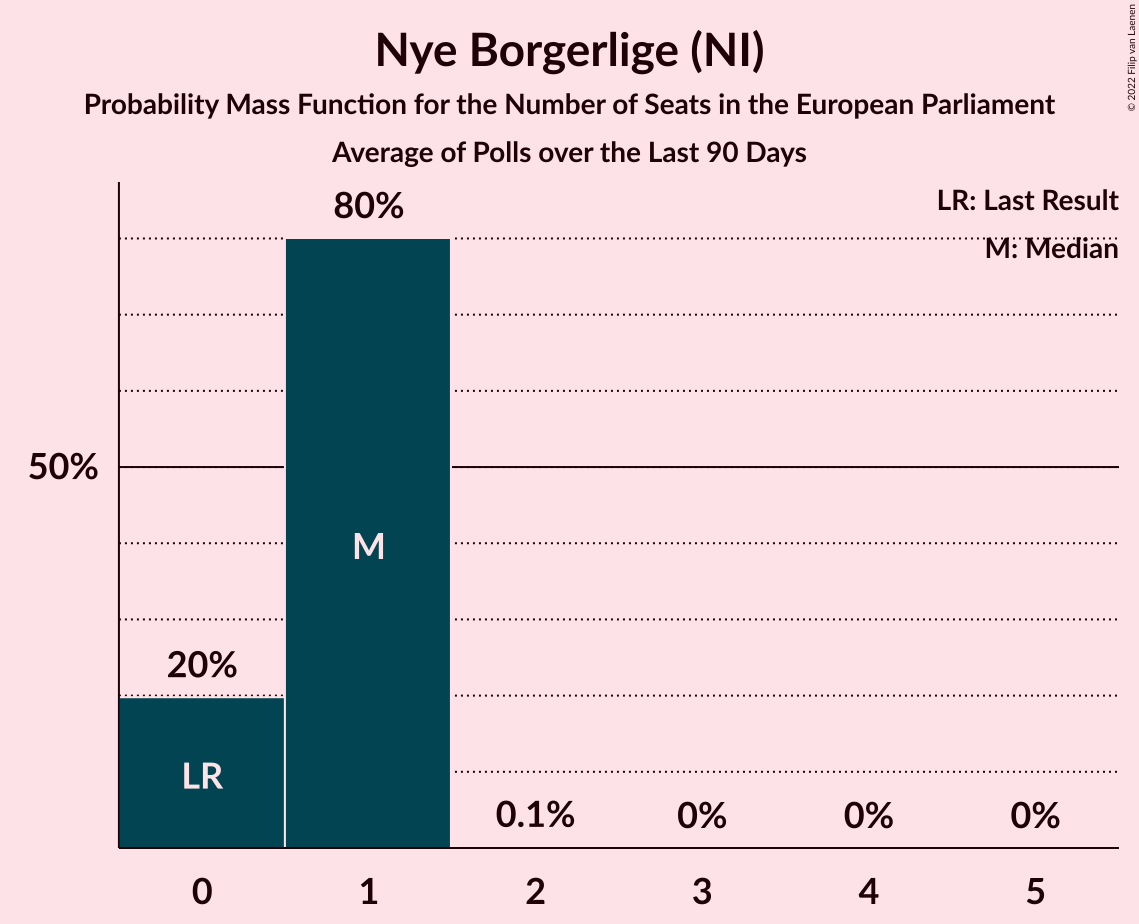 Nye Borgerlige (NI)
Probability Mass Function for the Number of Seats in the European Parliament
Average of Polls over the Last 90 Days
© 2022 Filip van Laenen
LR: Last Result
M: Median
80%
50%
M
20%
LR
0.1%
0%
0%
0%
0 1 2 3 4 5